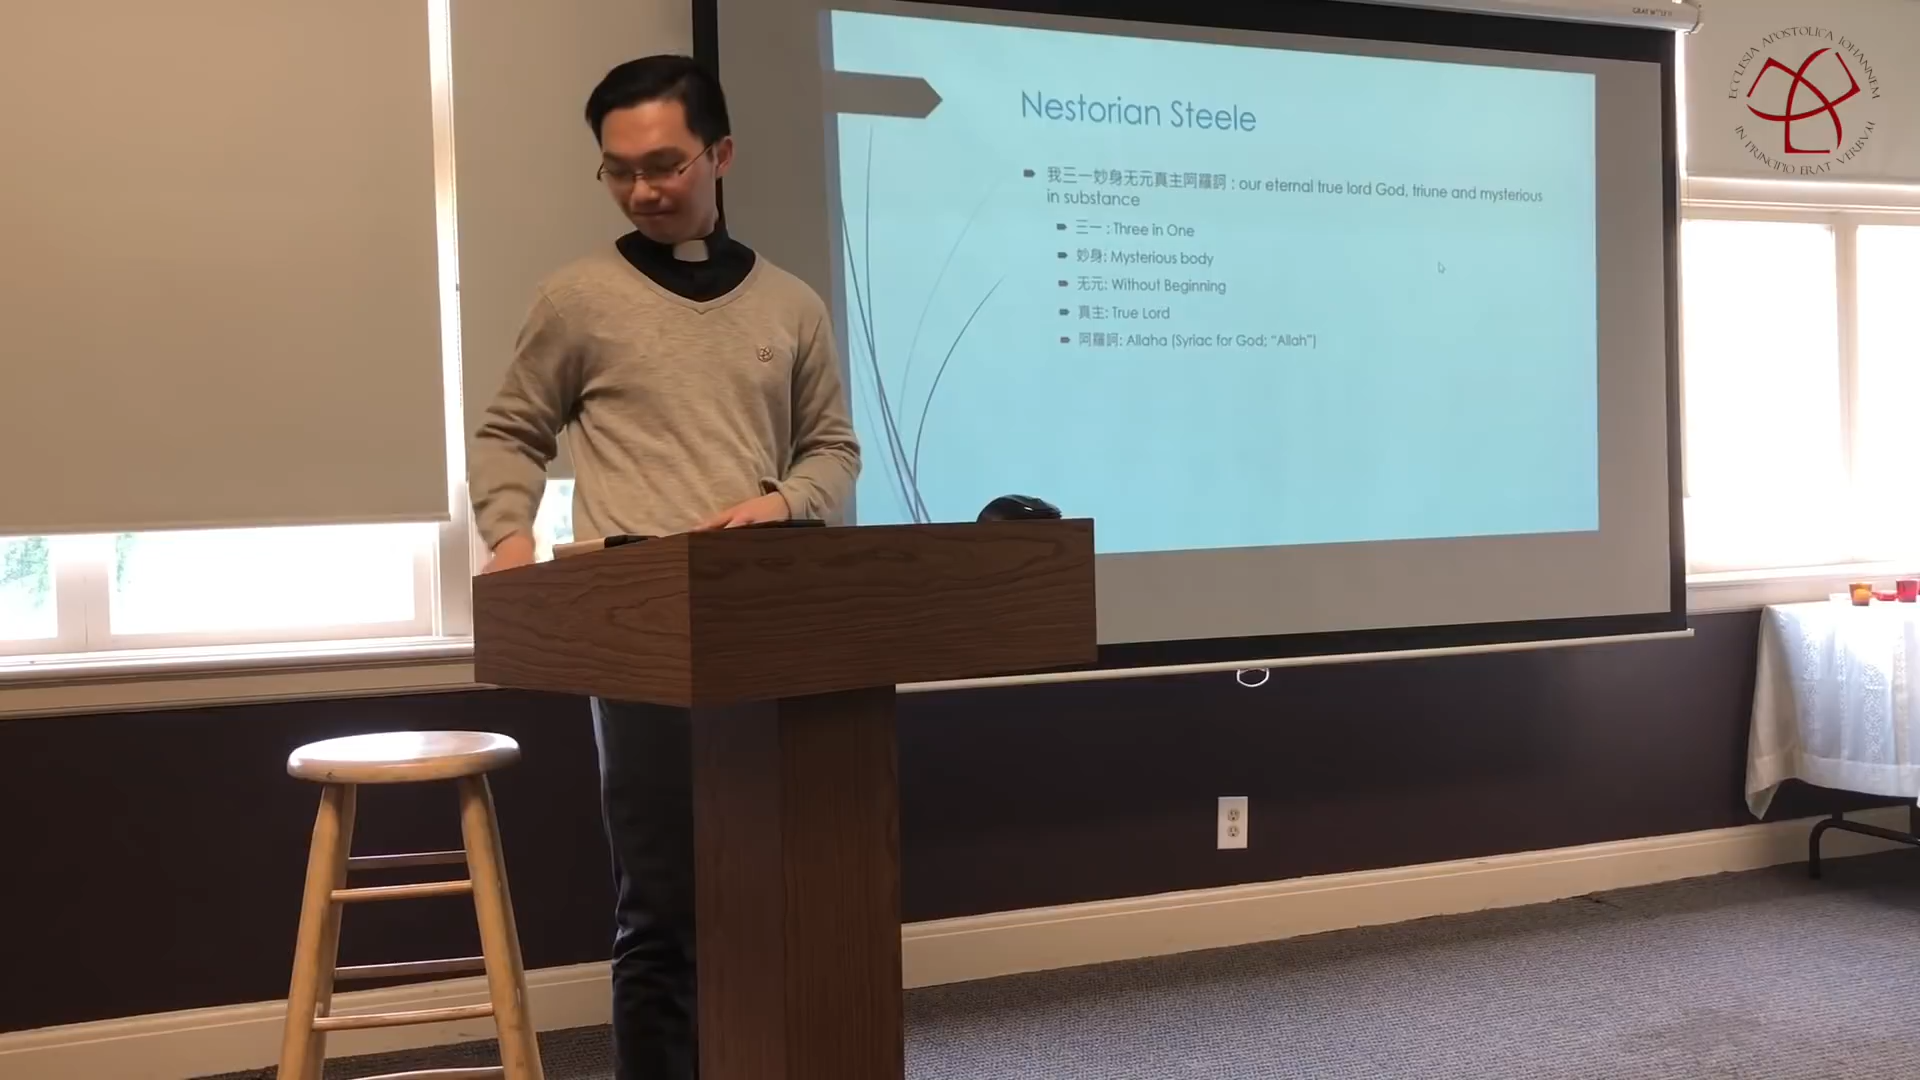 Nestorian Steele
我三一妙身无元真主阿羅訶 : our eternal true lord God, triune and mysterious
in substance
三一 : Three in One
妙身: Mysterious body
无元: Without Beginning
真主: True Lord
阿羅訶: Allaha (Syriac for God; "Allah")
ECCLESIA APOSTOLICA IOHANNEM
IN PRINCIPIO ERAT VERBVM